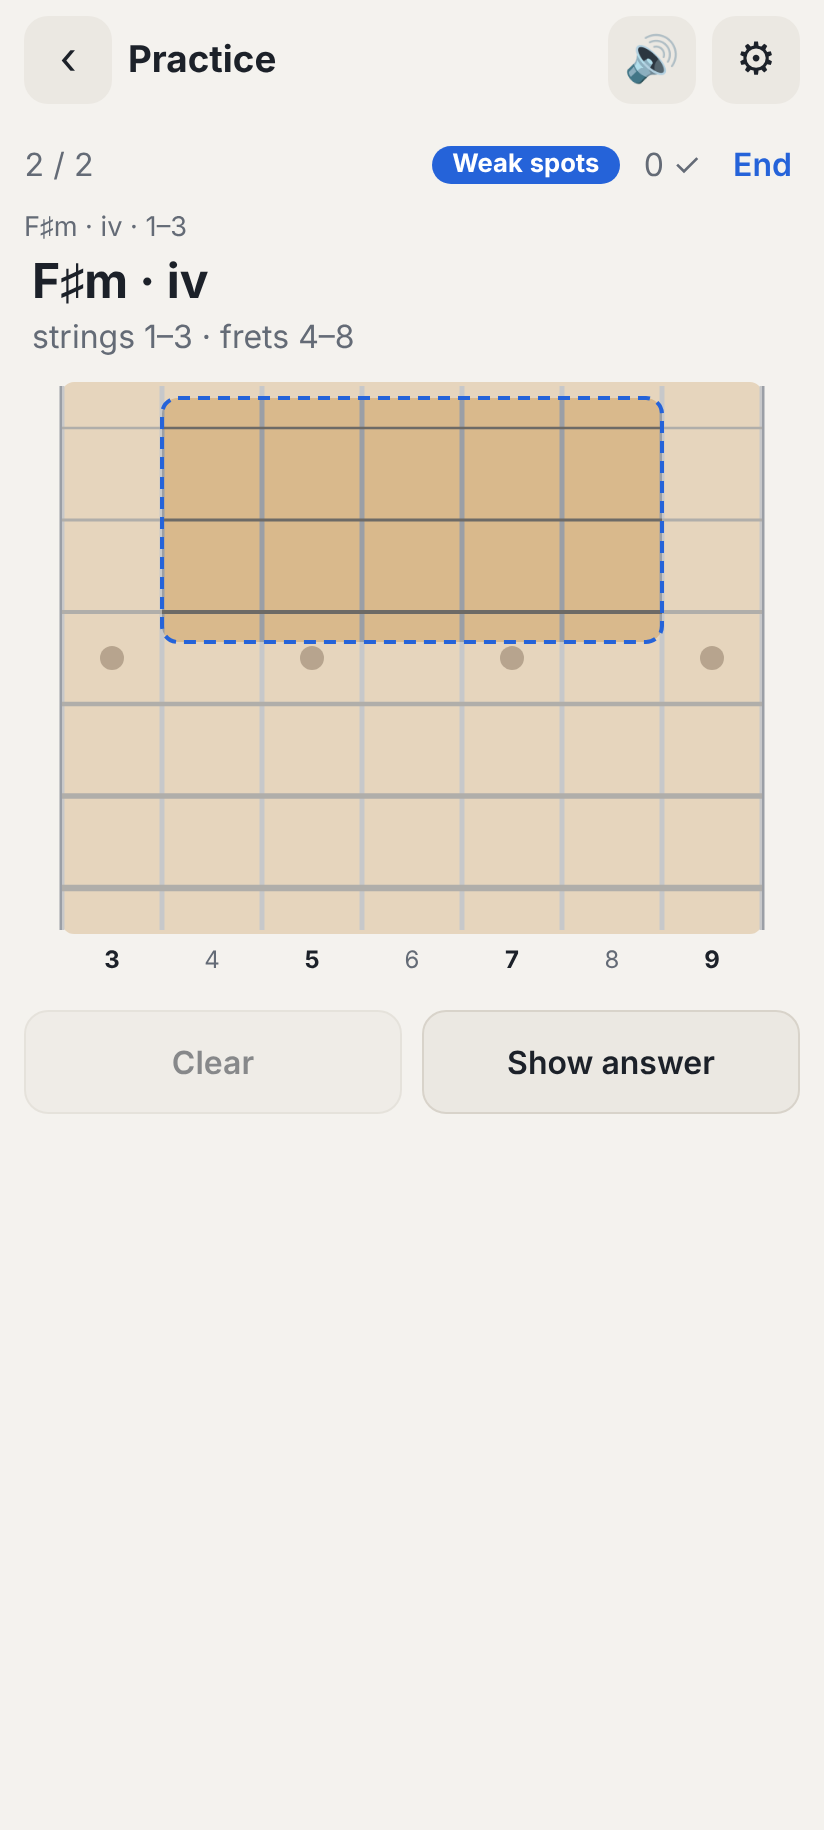 ‹ Practice
2 / 2 Weak spots 0 ✓ End
F♯m · iv · 1–3
F♯m · iv
strings 1–3 · frets 4–8
3 4 5 6 7 8 9
Clear Show answer